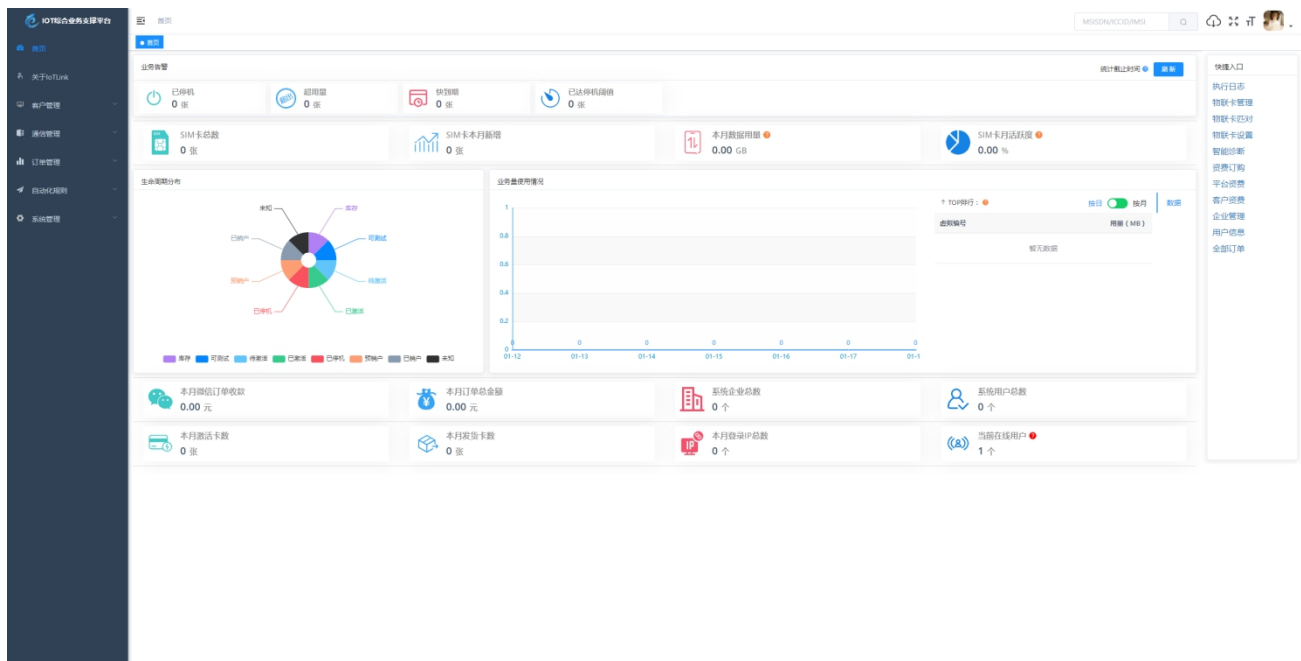 IOT综合业务支撑平台
首页
MSISDN/ICCID/IMSI
首页
首页
关于IoTLink
客户管理
通信管理
订单管理
自动化规则
系统管理
业务告警
统计截止时间
刷新
已停机
0 张
超用量
0 张
快到期
0 张
已达停机阈值
0 张
SIM卡总数
0 张
SIM卡本月新增
0 张
本月数据用量
0.00 GB
SIM卡月活跃度
0.00 %
生命周期分布
未知
库存
已销户
可测试
预销户
待激活
已停机
已激活
库存 可测试 待激活 已激活 已停机 预销户 已销户 未知
业务量使用情况
1
0.8
0.6
0.4
0.2
0
0 0 0 0 0 0 0
01-12 01-13 01-14 01-15 01-16 01-17 01-1
? TOP排行：
按日 按月
数据
虚拟编号 用量 ( MB )
暂无数据
本月微信订单收款
0.00 元
本月订单总金额
0.00 元
系统企业总数
0 个
系统用户总数
0 个
本月激活卡数
0 张
本月发货卡数
0 张
IP
本月登录IP总数
0 个
当前在线用户
1 个
快捷入口
执行日志
物联卡管理
物联卡匹对
物联卡设置
智能诊断
资费订购
平台资费
客户资费
企业管理
用户信息
全部订单